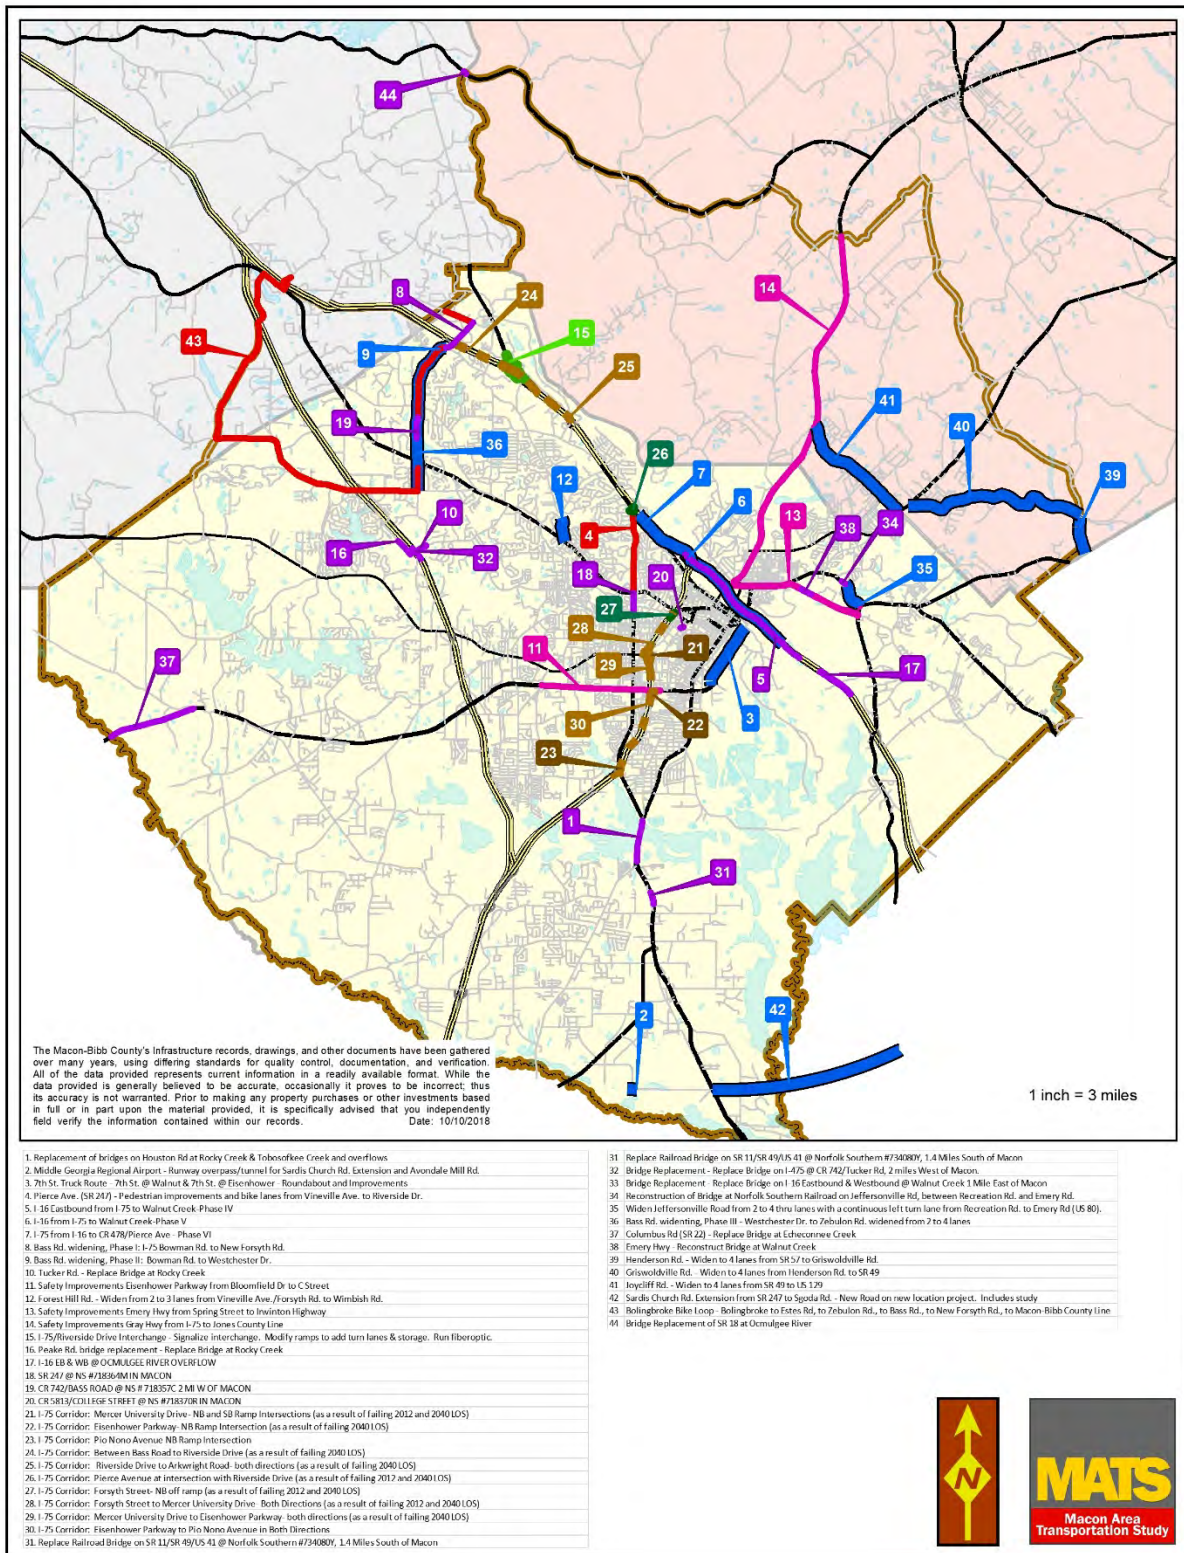 44
14
8
24
15
9
43
25
41
40
19
36
26
7
39
12
6
10
4
13
38
34
16
32
18
20
35
27
28
21
11
29
37
5
17
30
22
3
23
1
31
2
42
The Macon-Bibb County's Infrastructure records, drawings, and other documents have been gathered
over many years, using differing standards for quality control, documentation, and verification.
All of the data provided represents current information in a readily available format. While the
data provided is generally believed to be accurate, occasionally it proves to be incorrect; thus
its accuracy is not warranted. Prior to making any property purchases or other investments based
in full or in part upon the material provided, it is specifically advised that you independently
field verify the information contained within our records. Date: 10/10/2018
1 inch = 3 miles
1. Replacement of bridges on Houston Rd at Rocky Creek & Tobosofkee Creek and overflows
2. Middle Georgia Regional Airport - Runway overpass/tunnel for Sardis Church Rd. Extension and Avondale Mill Rd.
3. 7th St. Truck Route - 7th St. @ Walnut & 7th St. @ Eisenhower - Roundabout and Improvements
4. Pierce Ave. (SR 247) - Pedestrian improvements and bike lanes from Vineville Ave. to Riverside Dr.
5. I-16 Eastbound from I-75 to Walnut Creek-Phase IV
6. I-16 from I-75 to Walnut Creek-Phase V
7. I-75 from I-16 to CR 478/Pierce Ave - Phase VI
8. Bass Rd. widening, Phase I: I-75 Bowman Rd. to New Forsyth Rd.
9. Bass Rd. widening, Phase II: Bowman Rd. to Westchester Dr.
10. Tucker Rd. - Replace Bridge at Rocky Creek
11. Safety Improvements Eisenhower Parkway from Bloomfield Dr to C Street
12. Forest Hill Rd. - Widen from 2 to 3 lanes from Vineville Ave./Forsyth Rd. to Wimbish Rd.
13. Safety Improvements Emery Hwy from Spring Street to Irwinton Highway
14. Safety Improvements Gray Hwy from I-75 to Jones County Line
15. I-75/Riverside Drive Interchange - Signalize interchange. Modify ramps to add turn lanes & storage. Run fiberoptic.
16. Peake Rd. bridge replacement - Replace Bridge at Rocky Creek
17. I-16 EB & WB @ OCMULGEE RIVER OVERFLOW
18. SR 247 @ NS #718364M IN MACON
19. CR 742/BASS ROAD @ NS # 718357C 2 MI W OF MACON
20. CR 5813/COLLEGE STREET @ NS #718370R IN MACON
21. I-75 Corridor: Mercer University Drive- NB and SB Ramp Intersections (as a result of failing 2012 and 2040 LOS)
22. I-75 Corridor: Eisenhower Parkway- NB Ramp Intersection (as a result of failing 2040 LOS)
23. I-75 Corridor: Pio Nono Avenue NB Ramp Intersection
24. I-75 Corridor: Between Bass Road to Riverside Drive (as a result of failing 2040 LOS)
25. I-75 Corridor: Riverside Drive to Arkwright Road- both directions (as a result of failing 2040 LOS)
26. I-75 Corridor: Pierce Avenue at intersection with Riverside Drive (as a result of failing 2012 and 2040 LOS)
27. I-75 Corridor: Forsyth Street- NB off ramp (as a result of failing 2012 and 2040 LOS)
28. I-75 Corridor: Forsyth Street to Mercer University Drive- Both Directions (as a result of failing 2012 and 2040 LOS)
29. I-75 Corridor: Mercer University Drive to Eisenhower Parkway- both directions (as a result of failing 2040 LOS)
30. I-75 Corridor: Eisenhower Parkway to Pio Nono Avenue in Both Directions
31. Replace Railroad Bridge on SR 11/SR 49/US 41 @ Norfolk Southern #734080Y, 1.4 Miles South of Macon
31 Replace Railroad Bridge on SR 11/SR 49/US 41 @ Norfolk Southern #734080Y, 1.4 Miles South of Macon
32 Bridge Replacement - Replace Bridge on I-475 @ CR 742/Tucker Rd, 2 miles West of Macon.
33 Bridge Replacement - Replace Bridge on I-16 Eastbound & Westbound @ Walnut Creek 1 Mile East of Macon
34 Reconstruction of Bridge at Norfolk Southern Railroad on Jeffersonville Rd, between Recreation Rd. and Emery Rd.
35 Widen Jeffersonville Road from 2 to 4 thru lanes with a continous left turn lane from Recreation Rd. to Emery Rd (US 80).
36 Bass Rd. widenting, Phase III - Westchester Dr. to Zebulon Rd. widened from 2 to 4 lanes
37 Columbus Rd (SR 22) - Replace Bridge at Echeconnee Creek
38 Emery Hwy - Reconstruct Bridge at Walnut Creek
39 Henderson Rd. - Widen to 4 lanes from SR 57 to Griswoldville Rd.
40 Griswoldville Rd. - Widen to 4 lanes from Henderson Rd. to SR 49
41 Joycliff Rd. - Widen to 4 lanes from SR 49 to US 129
42 Sardis Church Rd. Extension from SR 247 to Sgoda Rd. - New Road on new location project. Includes study
43 Bolingbroke Bike Loop - Bolingbroke to Estes Rd, to Zebulon Rd., to Bass Rd., to New Forsyth Rd., to Macon-Bibb County Line
44 Bridge Replacement of SR 18 at Ocmulgee River
N
MATS
Macon Area
Transportation Study